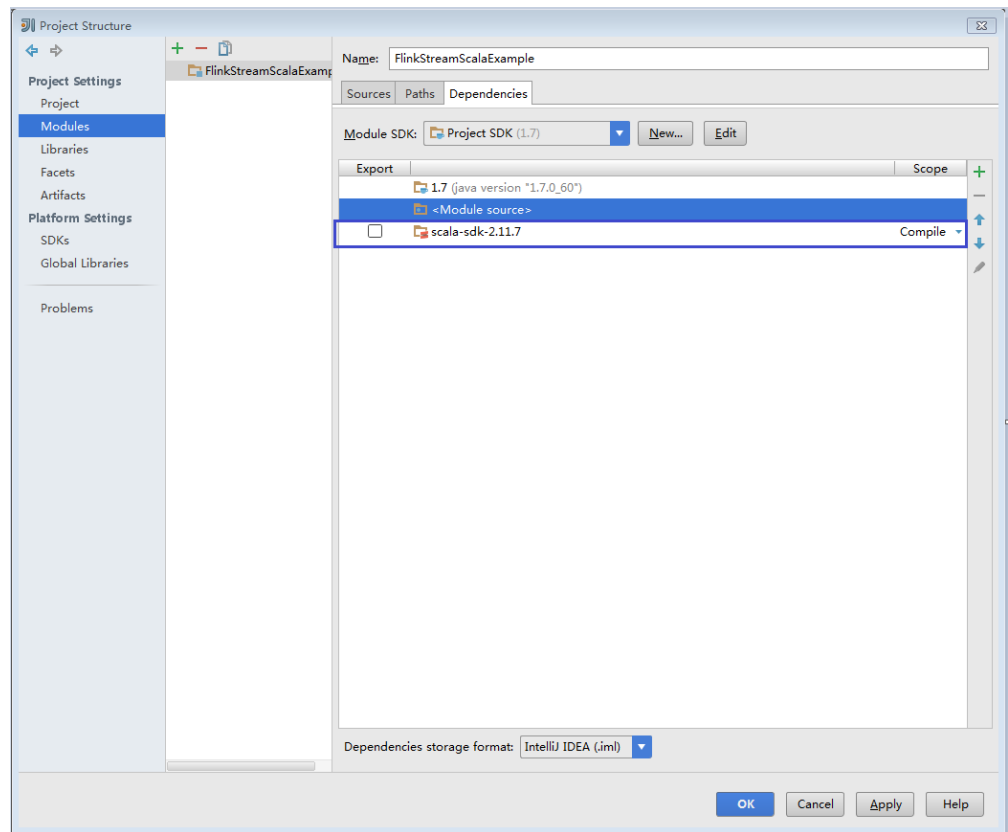 Project Structure
Project Settings
Project
Modules
Libraries
Facets
Artifacts
Platform Settings
SDKs
Global Libraries
Problems
FlinkStreamScalaExamp
Name: FlinkStreamScalaExample
Sources Paths Dependencies
Module SDK: Project SDK (1.7) New... Edit
Export Scope
1.7 (java version "1.7.0_60")
<Module source>
scala-sdk-2.11.7 Compile
Dependencies storage format: IntelliJ IDEA (.iml)
OK Cancel Apply Help